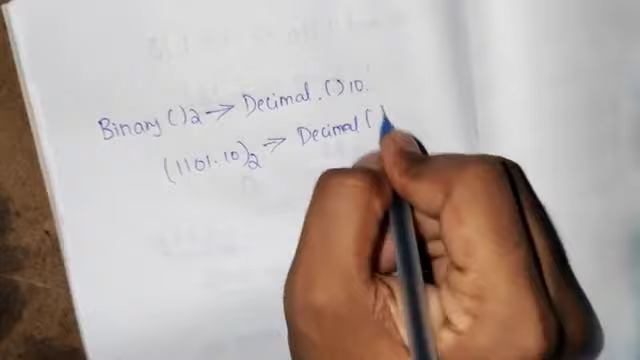 Binary ( )2 → Decimal. ( )10.
(1101.10)2 → Decimal ( )